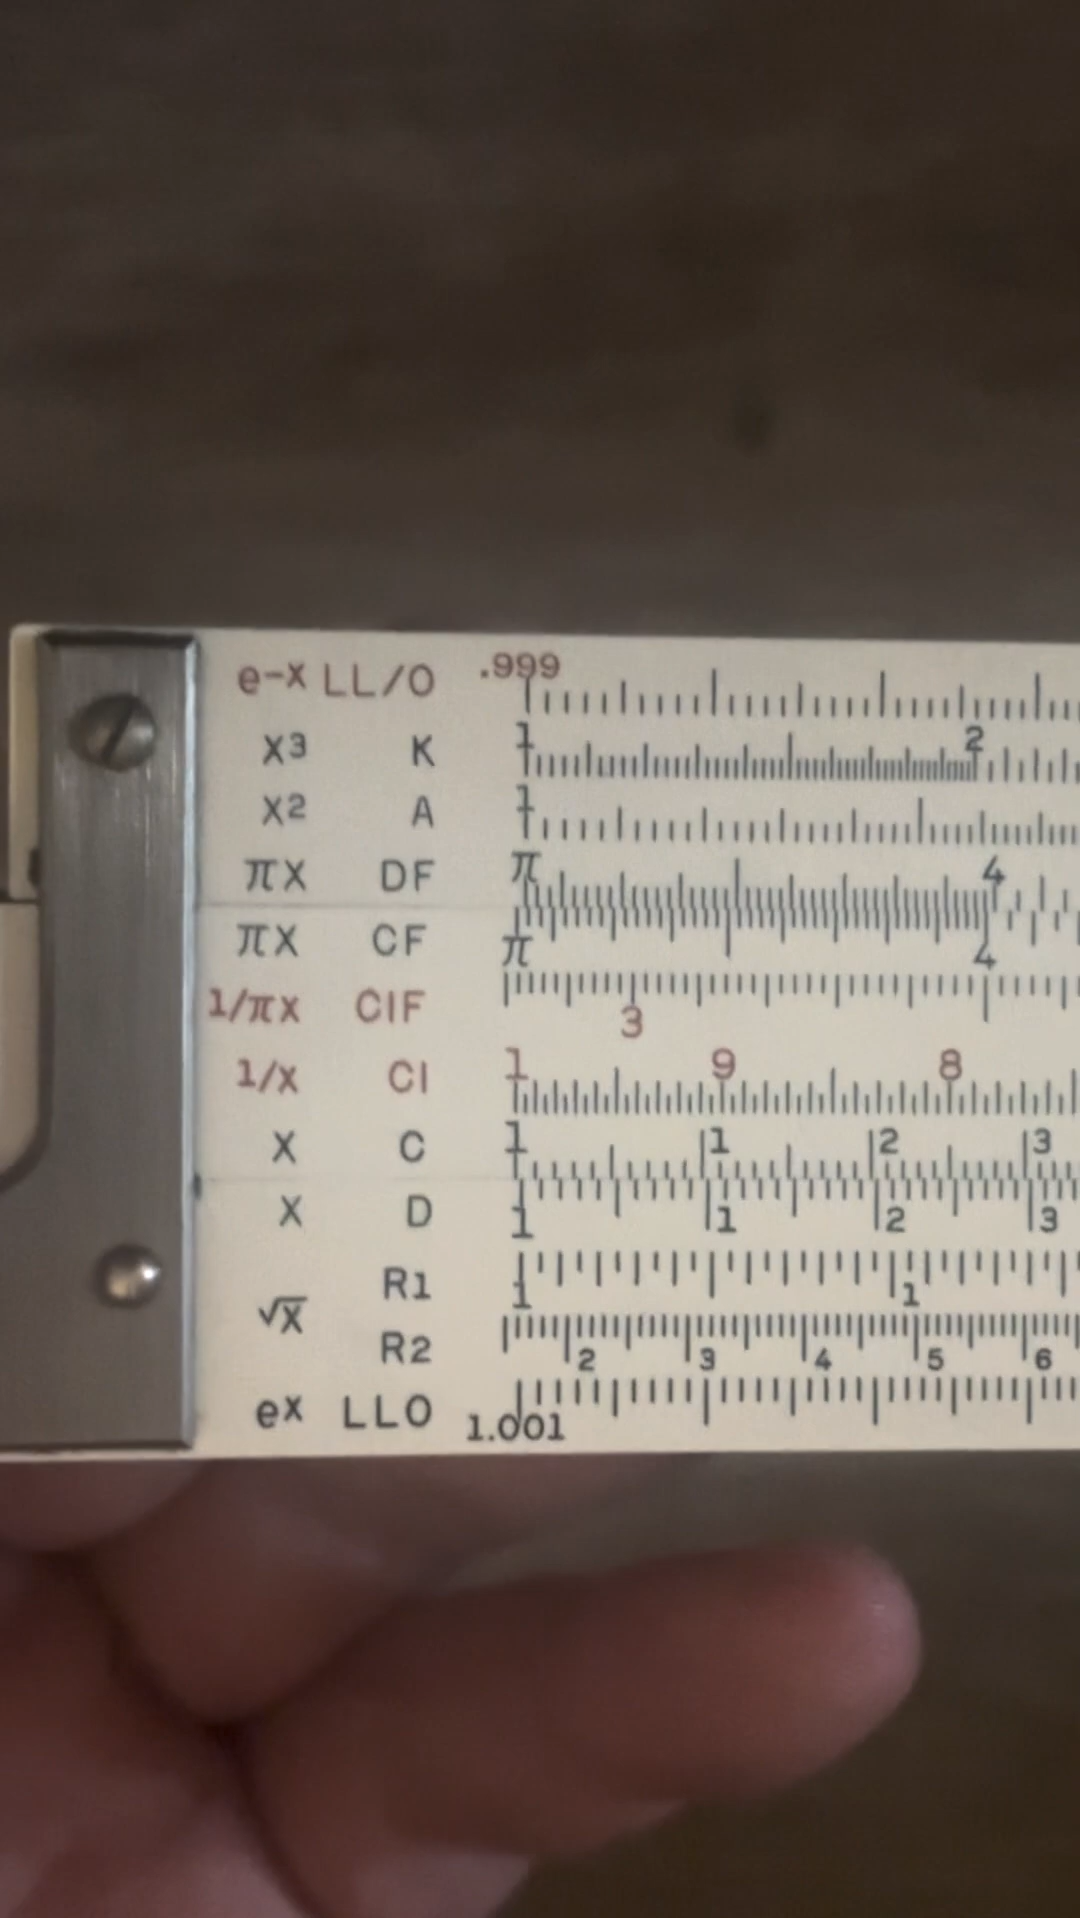 e-x LL/0 .999
x3 K 1 2
x2 A 1
πx DF π 4
πx CF π 4
1/πx CIF 3
1/x CI 1 9 8
x C 1 1 2 3
x D 1 1 2 3
R1 1 1
√x
R2 2 3 4 5 6
ex LL0 1.001